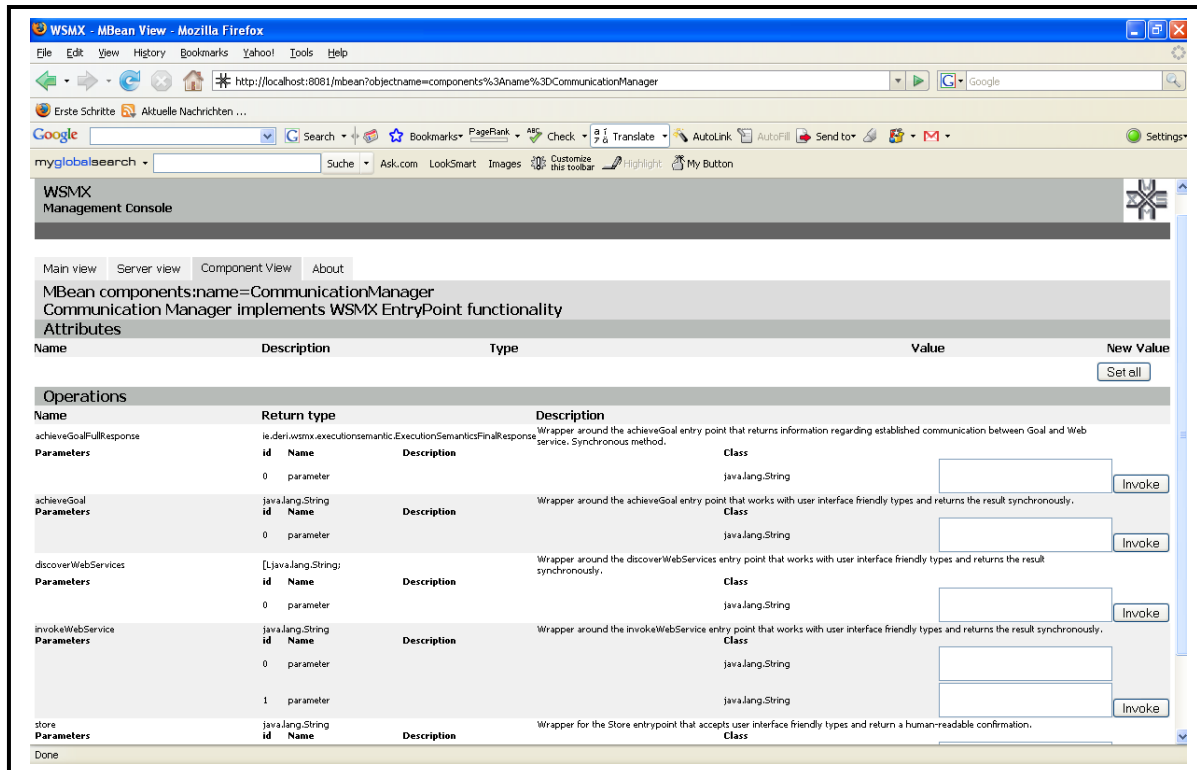 WSMX - MBean View - Mozilla Firefox
File Edit View History Bookmarks Yahoo! Tools Help
http://localhost:8081/mbean?objectname=components%3Aname%3DCommunicationManager
G Google
Erste Schritte Aktuelle Nachrichten ...
Google G Search Bookmarks PageRank ABC Check Translate AutoLink AutoFill Send to Settings
myglobalsearch Suche Ask.com LookSmart Images Customize this toolbar Highlight My Button
WSMX
Management Console
Main view Server view Component View About
MBean components:name=CommunicationManager
Communication Manager implements WSMX EntryPoint functionality
Attributes
Name Description Type Value New Value
Set all
Operations
Name Return type Description
achieveGoalFullResponse ie.deri.wsmx.executionsemantic.ExecutionSemanticsFinalResponse Wrapper around the achieveGoal entry point that returns information regarding established communication between Goal and Web
service. Synchronous method.
Parameters id Name Description Class
0 parameter java.lang.String
Invoke
achieveGoal java.lang.String Wrapper around the achieveGoal entry point that works with user interface friendly types and returns the result synchronously.
Parameters id Name Description Class
0 parameter java.lang.String
Invoke
discoverWebServices [Ljava.lang.String; Wrapper around the discoverWebServices entry point that works with user interface friendly types and returns the result
synchronously.
Parameters id Name Description Class
0 parameter java.lang.String
Invoke
invokeWebService java.lang.String Wrapper around the invokeWebService entry point that works with user interface friendly types and returns the result synchronously.
Parameters id Name Description Class
0 parameter java.lang.String
1 parameter java.lang.String
Invoke
store java.lang.String Wrapper for the Store entrypoint that accepts user interface friendly types and return a human-readable confirmation.
Parameters id Name Description Class
Done